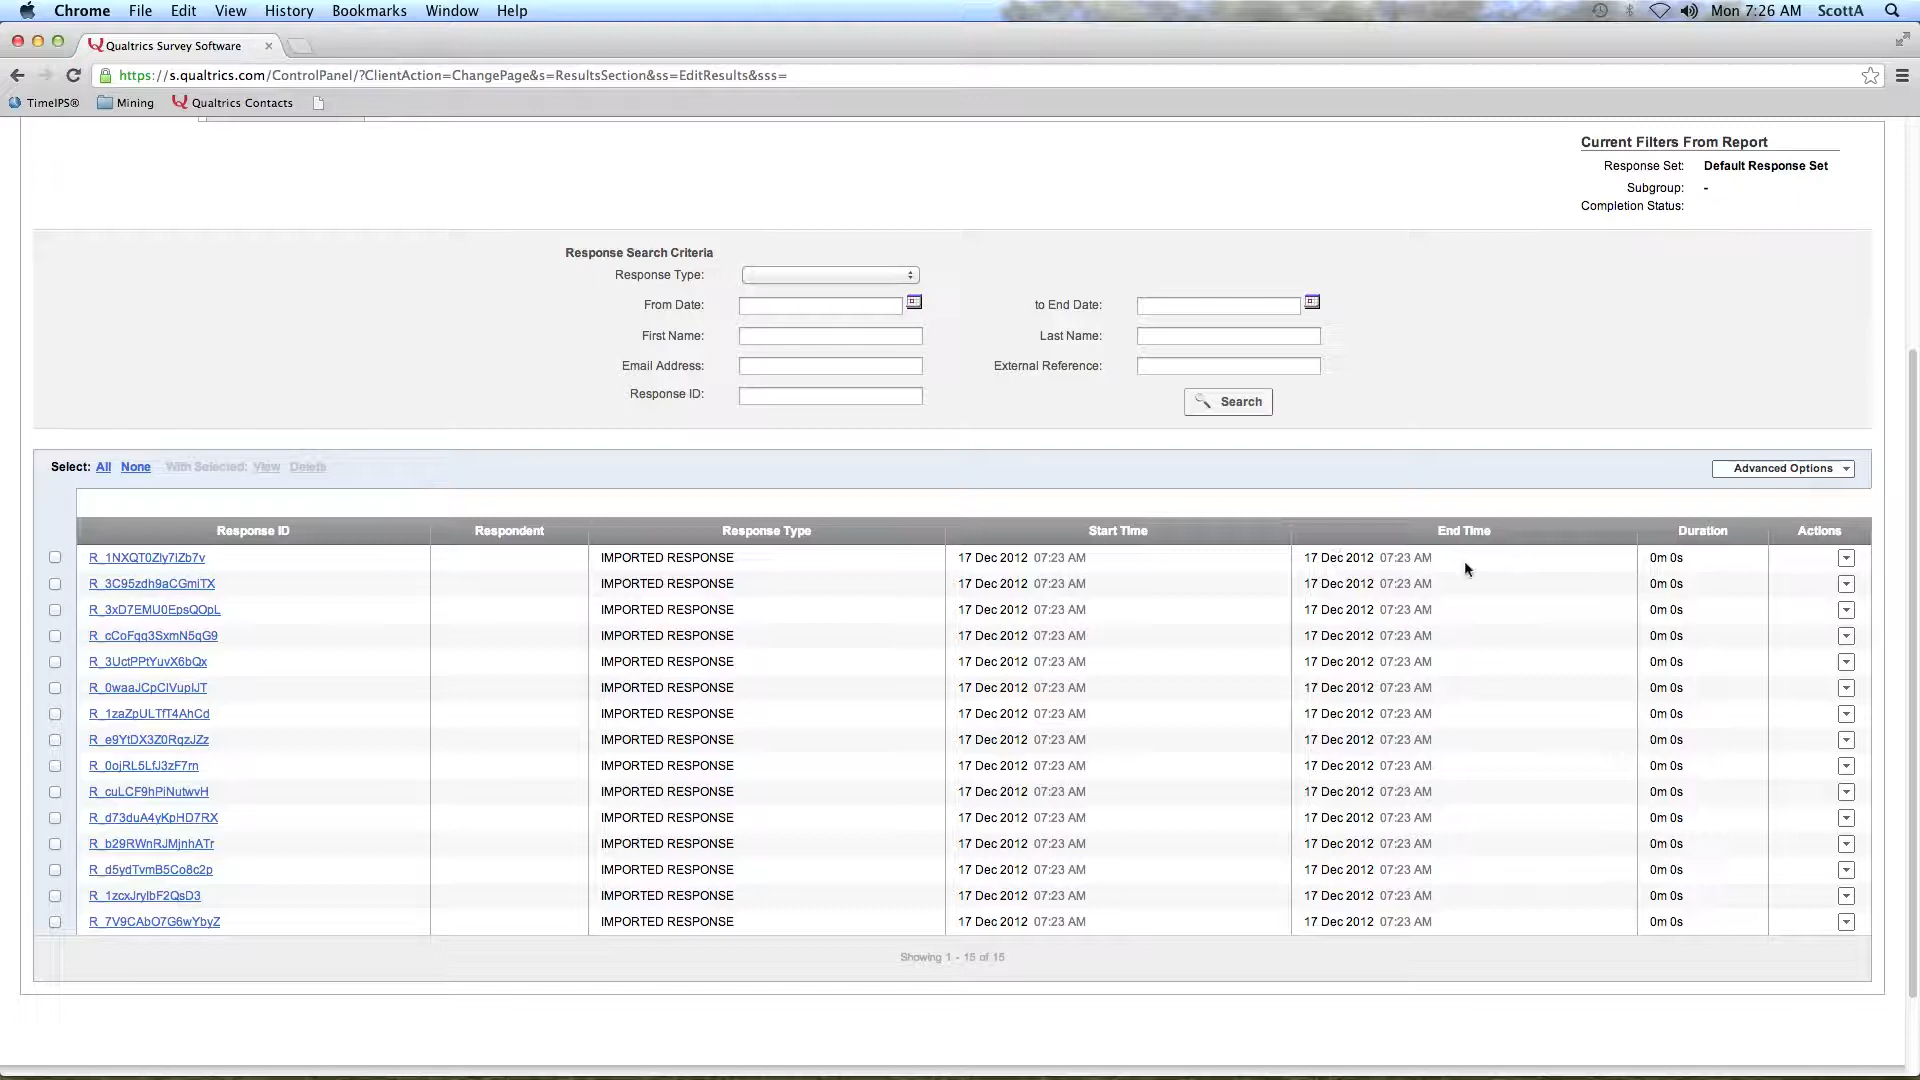 Chrome File Edit View History Bookmarks Window Help Mon 7:26 AM ScottA
Qualtrics Survey Software
https://s.qualtrics.com/ControlPanel/?ClientAction=ChangePage&s=ResultsSection&ss=EditResults&sss=
TimeIPS® Mining Qualtrics Contacts
Current Filters From Report
Response Set: Default Response Set
Subgroup: -
Completion Status:
Response Search Criteria
Response Type:
From Date: to End Date:
First Name: Last Name:
Email Address: External Reference:
Response ID: Search
Select: All None With Selected: View Delete Advanced Options
Response ID Respondent Response Type Start Time End Time Duration Actions
IMPORTED RESPONSE 17 Dec 2012 07:23 AM 17 Dec 2012 07:23 AM 0m 0s
R_3C95zdh9aCGmiTX IMPORTED RESPONSE 17 Dec 2012 07:23 AM 17 Dec 2012 07:23 AM 0m 0s
R_3xD7EMU0EpsQOpL IMPORTED RESPONSE 17 Dec 2012 07:23 AM 17 Dec 2012 07:23 AM 0m 0s
R_cCoFqq3SxmN5qG9 IMPORTED RESPONSE 17 Dec 2012 07:23 AM 17 Dec 2012 07:23 AM 0m 0s
R_3UctPPtYuvX6bQx IMPORTED RESPONSE 17 Dec 2012 07:23 AM 17 Dec 2012 07:23 AM 0m 0s
IMPORTED RESPONSE 17 Dec 2012 07:23 AM 17 Dec 2012 07:23 AM 0m 0s
R_1zaZpULTfT4AhCd IMPORTED RESPONSE 17 Dec 2012 07:23 AM 17 Dec 2012 07:23 AM 0m 0s
R_e9YtDX3Z0RqzJZz IMPORTED RESPONSE 17 Dec 2012 07:23 AM 17 Dec 2012 07:23 AM 0m 0s
R_0ojRL5LfJ3zF7rn IMPORTED RESPONSE 17 Dec 2012 07:23 AM 17 Dec 2012 07:23 AM 0m 0s
R_cuLCF9hPiNutwvH IMPORTED RESPONSE 17 Dec 2012 07:23 AM 17 Dec 2012 07:23 AM 0m 0s
R_d73duA4yKpHD7RX IMPORTED RESPONSE 17 Dec 2012 07:23 AM 17 Dec 2012 07:23 AM 0m 0s
R_b29RWnRJMjnhATr IMPORTED RESPONSE 17 Dec 2012 07:23 AM 17 Dec 2012 07:23 AM 0m 0s
R_d5ydTvmB5Co8c2p IMPORTED RESPONSE 17 Dec 2012 07:23 AM 17 Dec 2012 07:23 AM 0m 0s
IMPORTED RESPONSE 17 Dec 2012 07:23 AM 17 Dec 2012 07:23 AM 0m 0s
R_7V9CAbO7G6wYbyZ IMPORTED RESPONSE 17 Dec 2012 07:23 AM 17 Dec 2012 07:23 AM 0m 0s
Showing 1 - 15 of 15